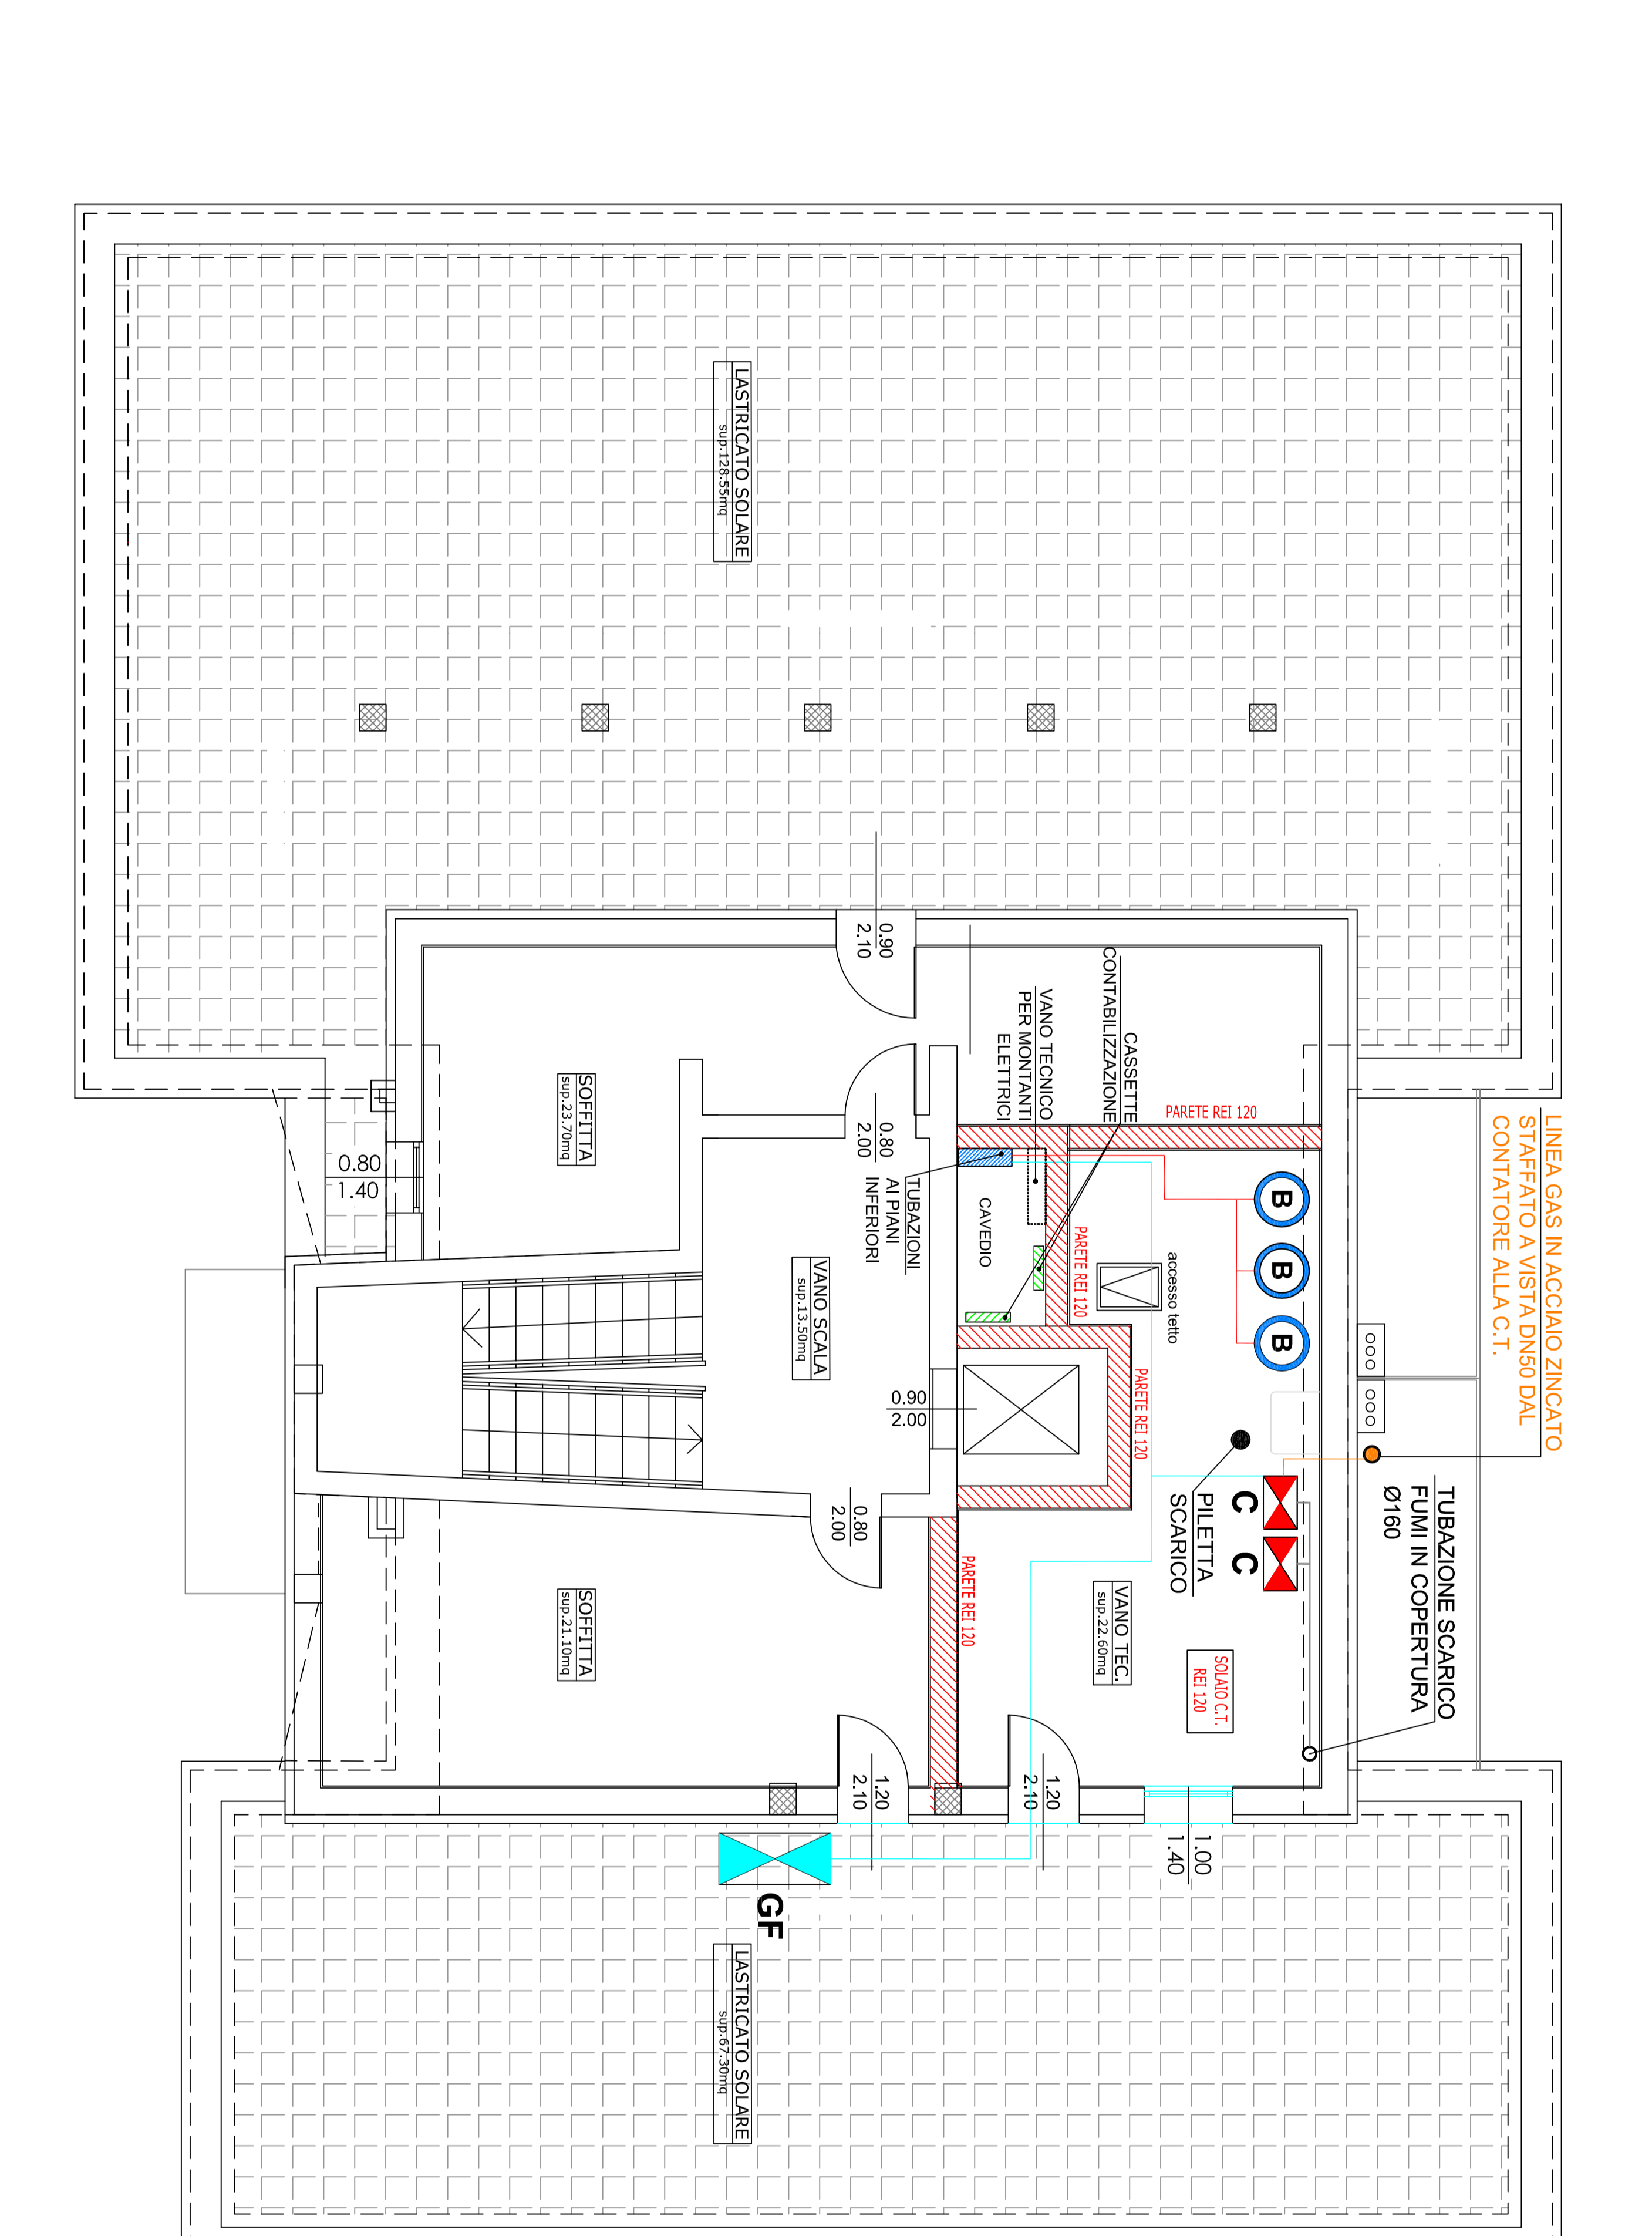 LASTRICATO SOLARE
sup.128.55mq
0.90
2.10
CASSETTE
CONTABILIZZAZIONE
VANO TECNICO
PER MONTANTI
ELETTRICI
PARETE REI 120
LINEA GAS IN ACCIAIO ZINCATO
STAFFATO A VISTA DN50 DAL
CONTATORE ALLA C.T.
SOFFITTA
sup.23.70mq
0.80
2.00
0.80
1.40
TUBAZIONI
AI PIANI
INFERIORI
CAVEDIO
PARETE REI 120
accesso tetto
B
B
B
VANO SCALA
sup.13.50mq
0.90
2.00
PARETE REI 120
PILETTA
SCARICO
C
C
TUBAZIONE SCARICO
FUMI IN COPERTURA
Ø160
0.80
2.00
PARETE REI 120
SOFFITTA
sup.21.10mq
VANO TEC.
sup.22.60mq
SOLAIO C.T.
REI 120
1.20
2.10
1.20
2.10
1.00
1.40
GF
LASTRICATO SOLARE
sup.67.30mq